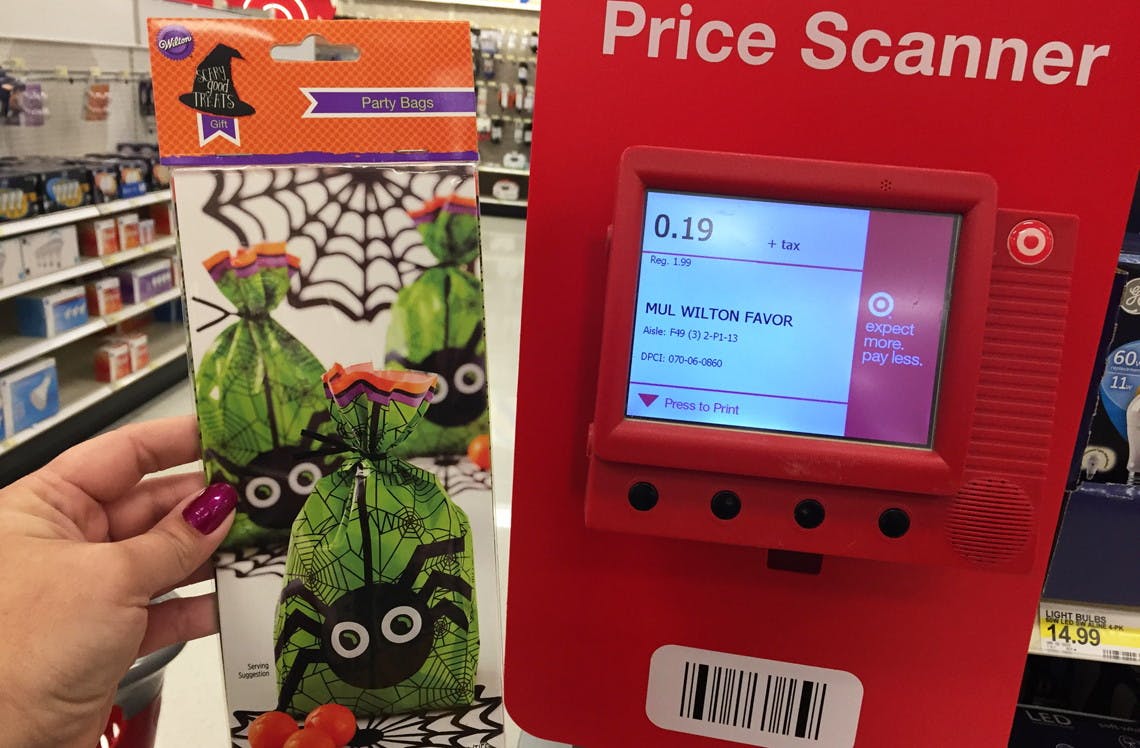 Wilton
SCARY
good
TREATS
Gift
Party Bags
Serving
Suggestion
Price Scanner
0.19
+ tax
Reg. 1.99
MUL WILTON FAVOR
Aisle: F49 (3) 2-P1-13
DPCI: 070-06-0860
Press to Print
expect
more.
pay less.
60
11
LIGHT BULBS
14.99
LED